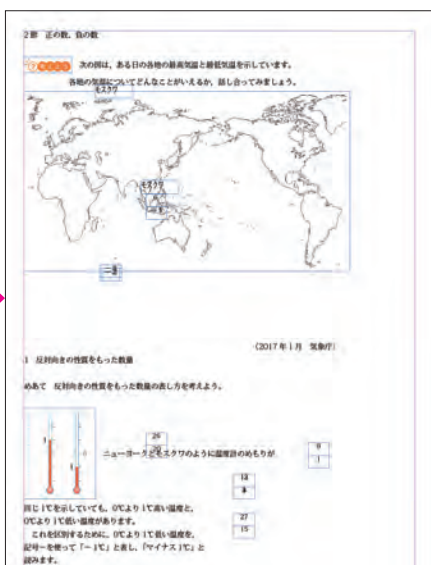 2節 正の数、負の数
次の図は、ある日の各地の最高気温と最低気温を示しています。
各地の気温についてどんなことがいえるか、話し合ってみましょう。
モスクワ
モスクワ
(2017年1月 気象庁)
1 反対向きの性質をもった数量
めあて 反対向きの性質をもった数量の表し方を考えよう。
ニューヨークとモスクワのように温度計のめもりが
18
27
15
同じ1℃を示していても、0℃より1℃高い温度と、
0℃より1℃低い温度があります。
これを区別するために、0℃より1℃低い温度を、
記号−を使って「−1℃」と表し、「マイナス1℃」と
読みます。